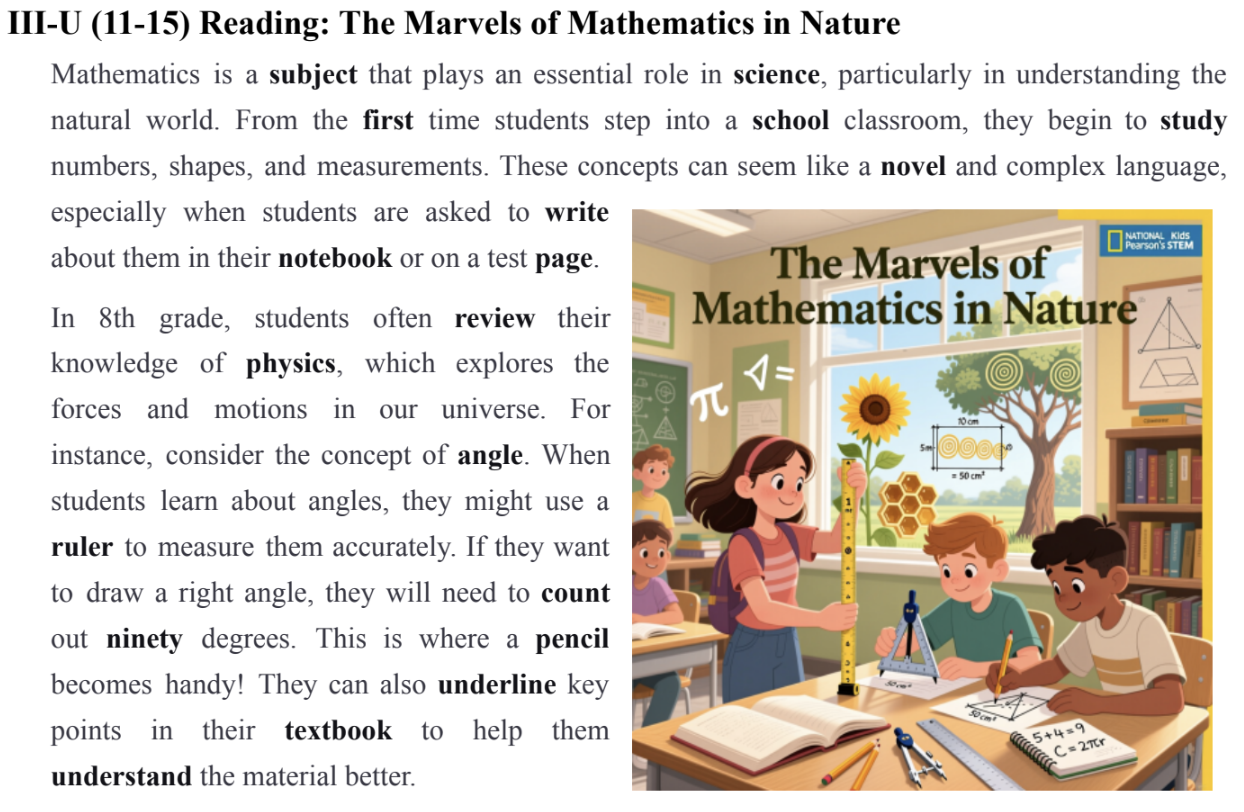 III-U (11-15) Reading: The Marvels of Mathematics in Nature
Mathematics is a subject that plays an essential role in science, particularly in understanding the
natural world. From the first time students step into a school classroom, they begin to study
numbers, shapes, and measurements. These concepts can seem like a novel and complex language,
especially when students are asked to write
about them in their notebook or on a test page.
In 8th grade, students often review their
knowledge of physics, which explores the
forces and motions in our universe. For
instance, consider the concept of angle. When
students learn about angles, they might use a
ruler to measure them accurately. If they want
to draw a right angle, they will need to count
out ninety degrees. This is where a pencil
becomes handy! They can also underline key
points in their textbook to help them
understand the material better.
NATIONAL Kids
Pearson's STEM
The Marvels of
Mathematics in Nature
π
=
10 cm
5m
= 50 cm²
50 cm²
50 cm²
5+4=9
C=2πr